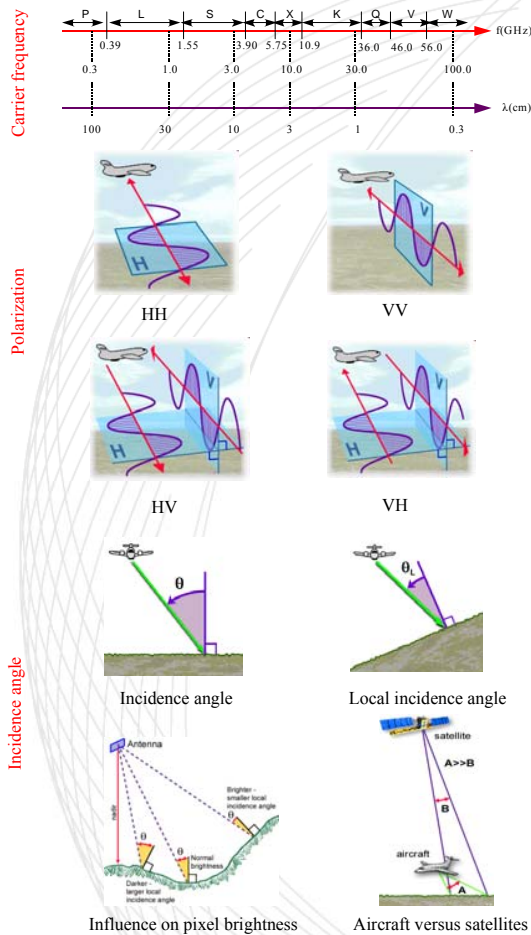 Carrier frequency
P L S C X K Q V W
f(GHz)
0.39 1.55 3.90 5.75 10.9 36.0 46.0 56.0
0.3 1.0 3.0 10.0 30.0 100.0
λ(cm)
100 30 10 3 1 0.3
Polarization
H
V
HH
VV
H
V
H
V
HV
VH
Incidence angle
θ
θL
Incidence angle
Local incidence angle
Antenna
nadir
Brighter -
smaller local
incidence angle
θ
θ
θ
Normal
brightness
Darker -
larger local
incidence angle
satellite
A>>B
B
aircraft
A
Influence on pixel brightness
Aircraft versus satellites